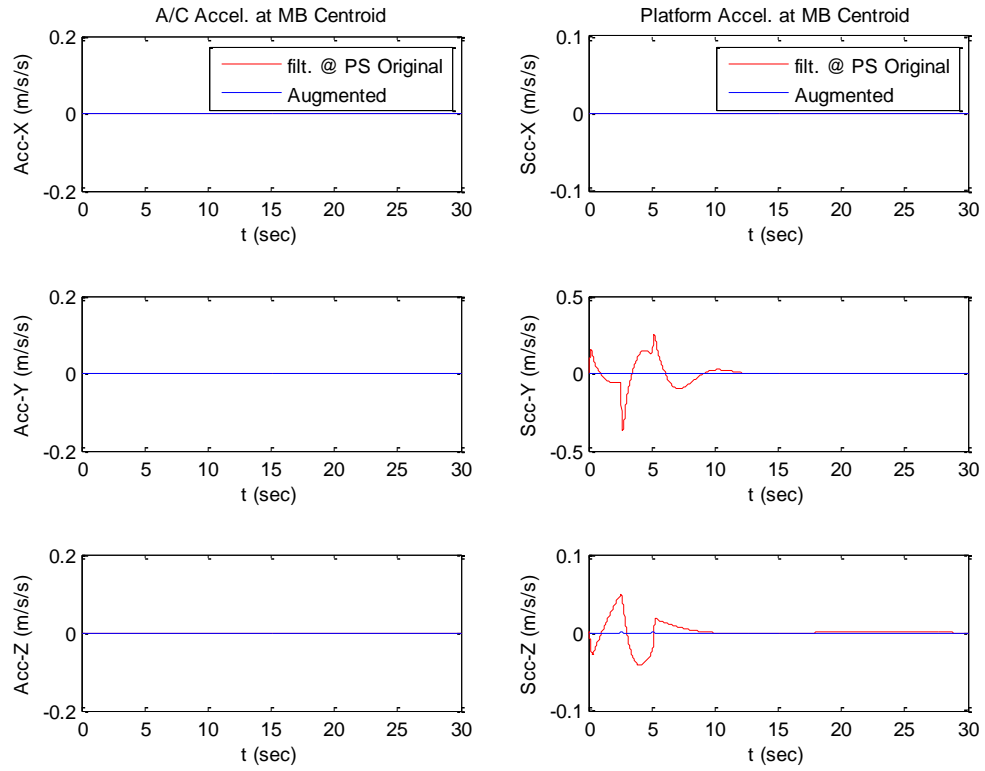 A/C Accel. at MB Centroid
0.2
0
-0.2
Acc-X (m/s/s)
filt. @ PS Original
Augmented
0 5 10 15 20 25 30
t (sec)
Platform Accel. at MB Centroid
0.1
0
-0.1
Scc-X (m/s/s)
filt. @ PS Original
Augmented
0 5 10 15 20 25 30
t (sec)
0.2
0
-0.2
Acc-Y (m/s/s)
0 5 10 15 20 25 30
t (sec)
0.5
0
-0.5
Scc-Y (m/s/s)
0 5 10 15 20 25 30
t (sec)
0.2
0
-0.2
Acc-Z (m/s/s)
0 5 10 15 20 25 30
t (sec)
0.1
0
-0.1
Scc-Z (m/s/s)
0 5 10 15 20 25 30
t (sec)